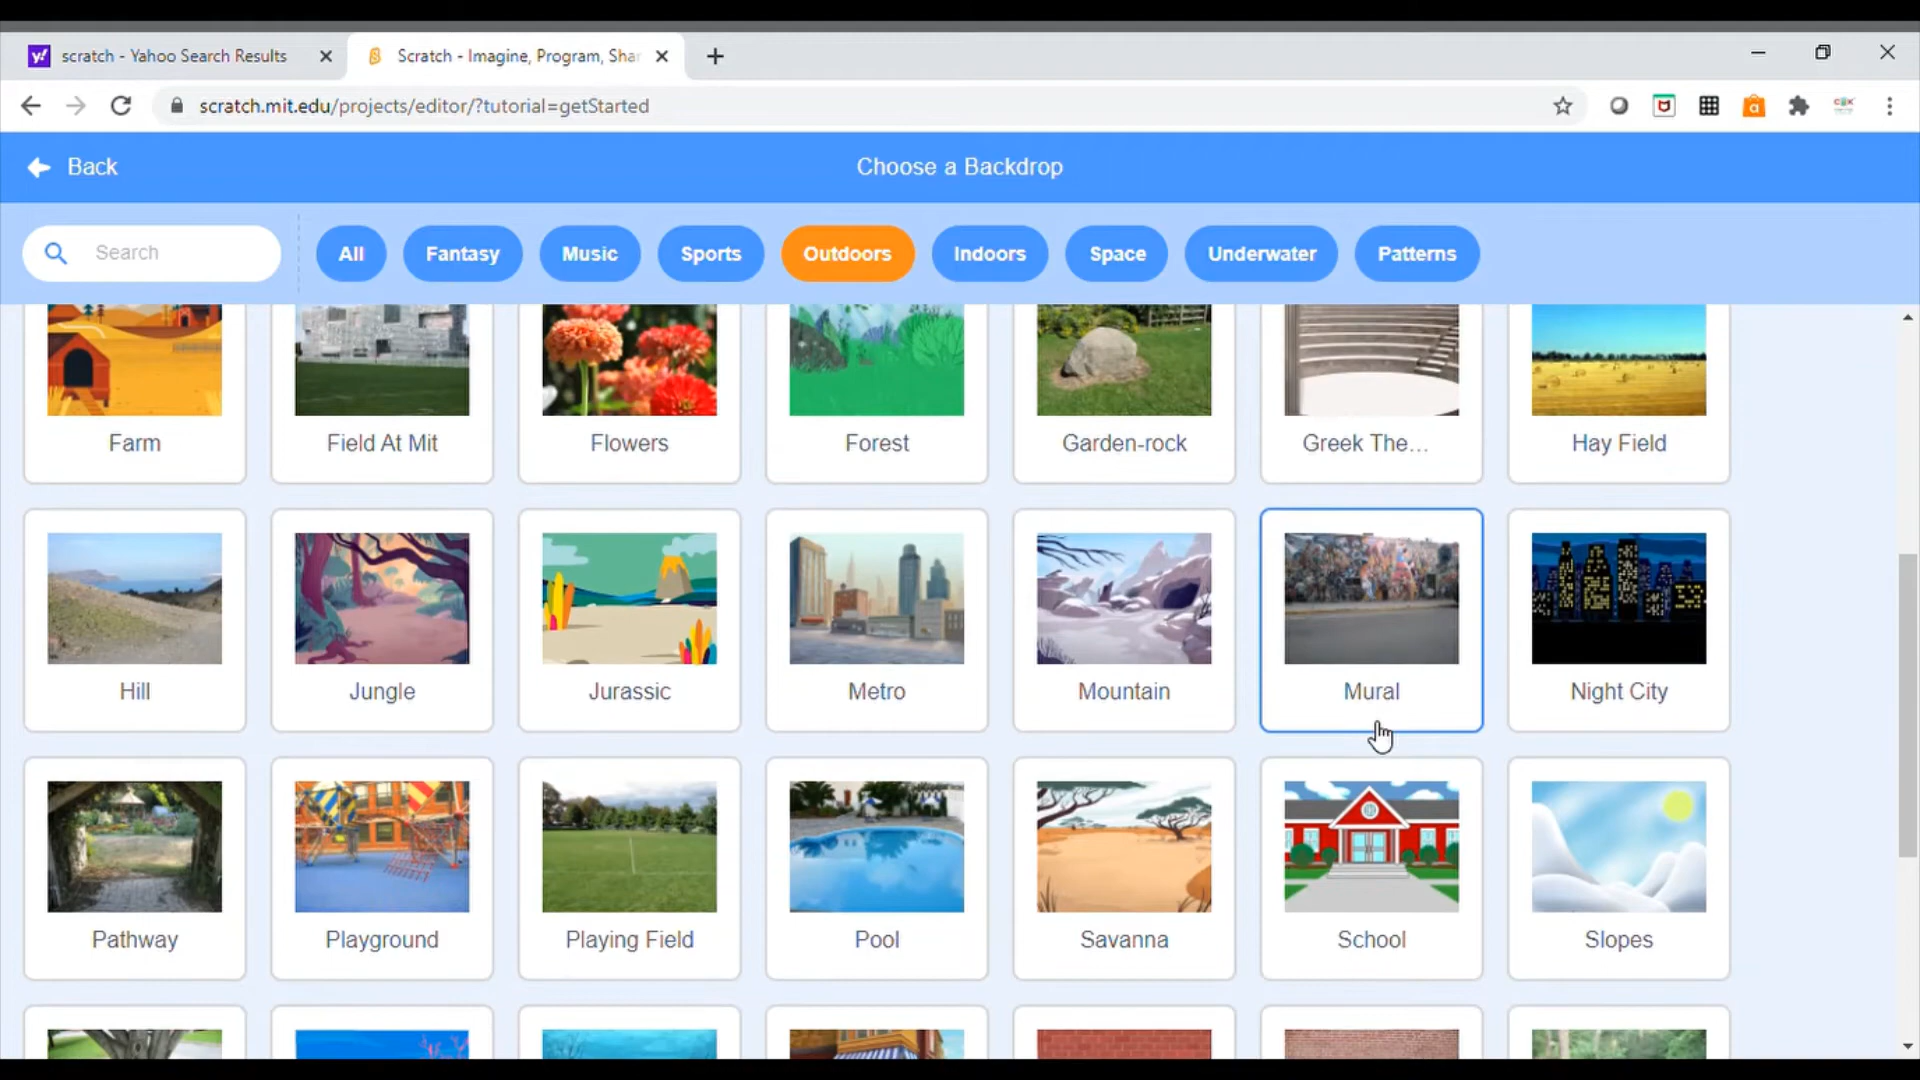 scratch - Yahoo Search Results
Scratch - Imagine, Program, Shar
scratch.mit.edu/projects/editor/?tutorial=getStarted
Back
Choose a Backdrop
Search
All
Fantasy
Music
Sports
Outdoors
Indoors
Space
Underwater
Patterns
Farm
Field At Mit
Flowers
Forest
Garden-rock
Greek The...
Hay Field
Hill
Jungle
Jurassic
Metro
Mountain
Mural
Night City
Pathway
Playground
Playing Field
Pool
Savanna
School
Slopes